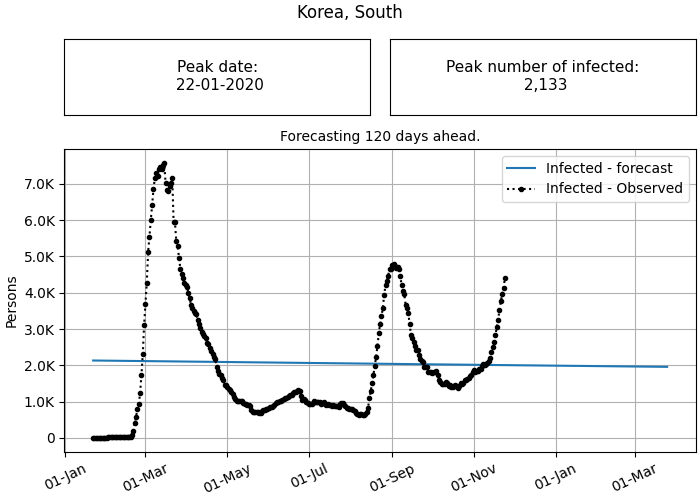 Korea, South
Peak date:
22-01-2020
Peak number of infected:
2,133
Forecasting 120 days ahead.
Infected - forecast
Infected - Observed
Persons
7.0K
6.0K
5.0K
4.0K
3.0K
2.0K
1.0K
0
01-Jan
01-Mar
01-May
01-Jul
01-Sep
01-Nov
01-Jan
01-Mar